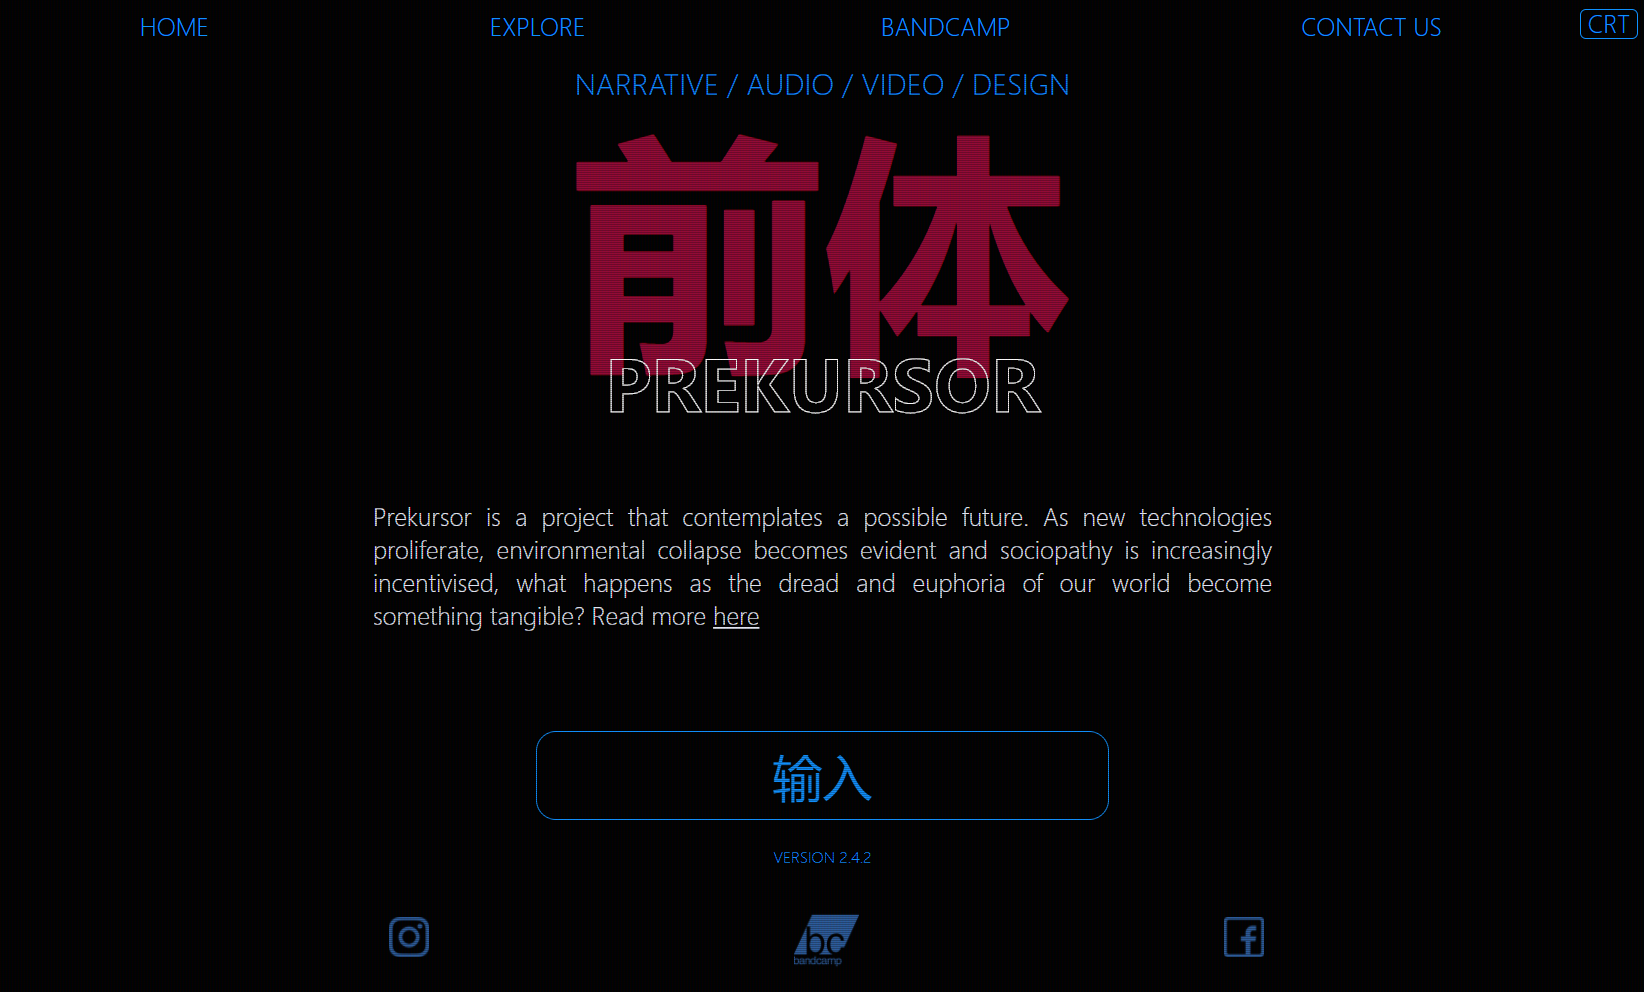 HOME EXPLORE BANDCAMP CONTACT US CRT
NARRATIVE / AUDIO / VIDEO / DESIGN
前体
PREKURSOR
Prekursor is a project that contemplates a possible future. As new technologies
proliferate, environmental collapse becomes evident and sociopathy is increasingly
incentivised, what happens as the dread and euphoria of our world become
something tangible? Read more here
输入
VERSION 2.4.2
bc
bandcamp